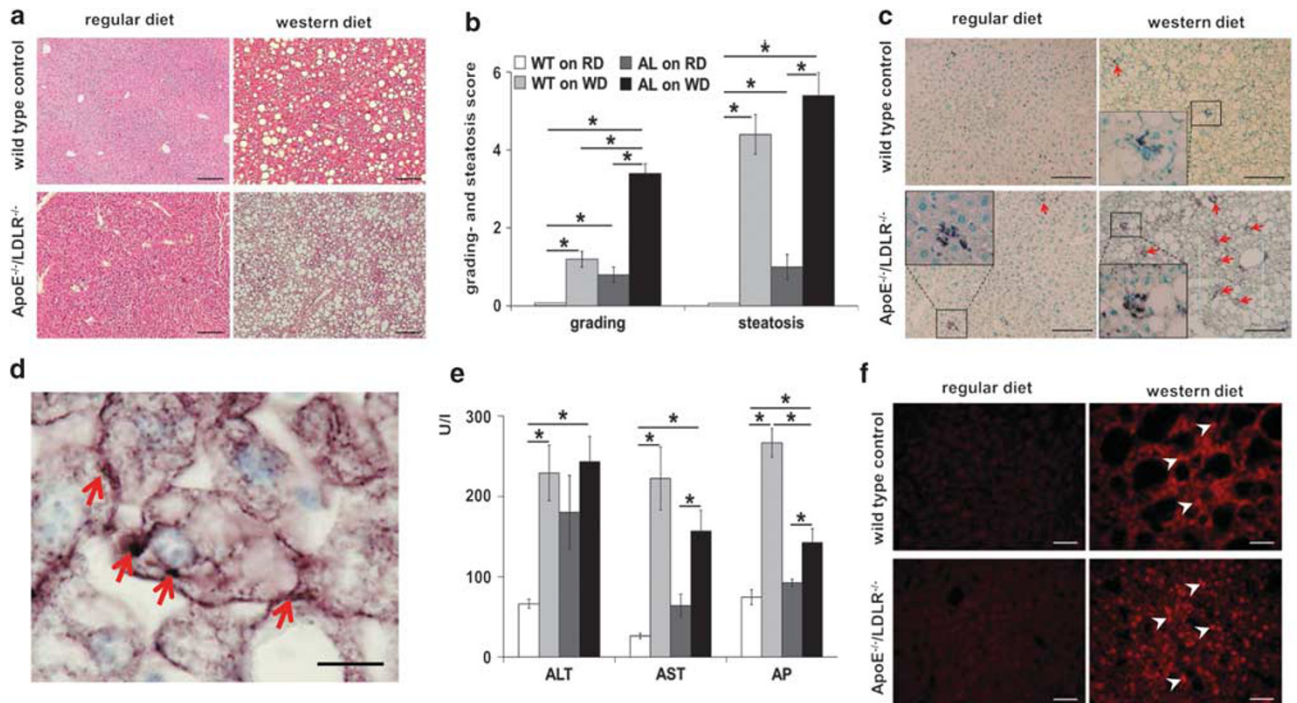 a
regular diet
western diet
wild type control
ApoE-/-/LDLR-/-
b
*
WT on RD
AL on RD
WT on WD
AL on WD
grading- and steatosis score
6
4
2
0
*
*
*
*
*
*
*
*
*
grading
steatosis
c
regular diet
western diet
wild type control
ApoE-/-/LDLR-/-
d
e
U/l
300
200
100
0
*
*
*
*
*
*
*
*
*
ALT
AST
AP
f
regular diet
western diet
wild type control
ApoE-/-/LDLR-/-